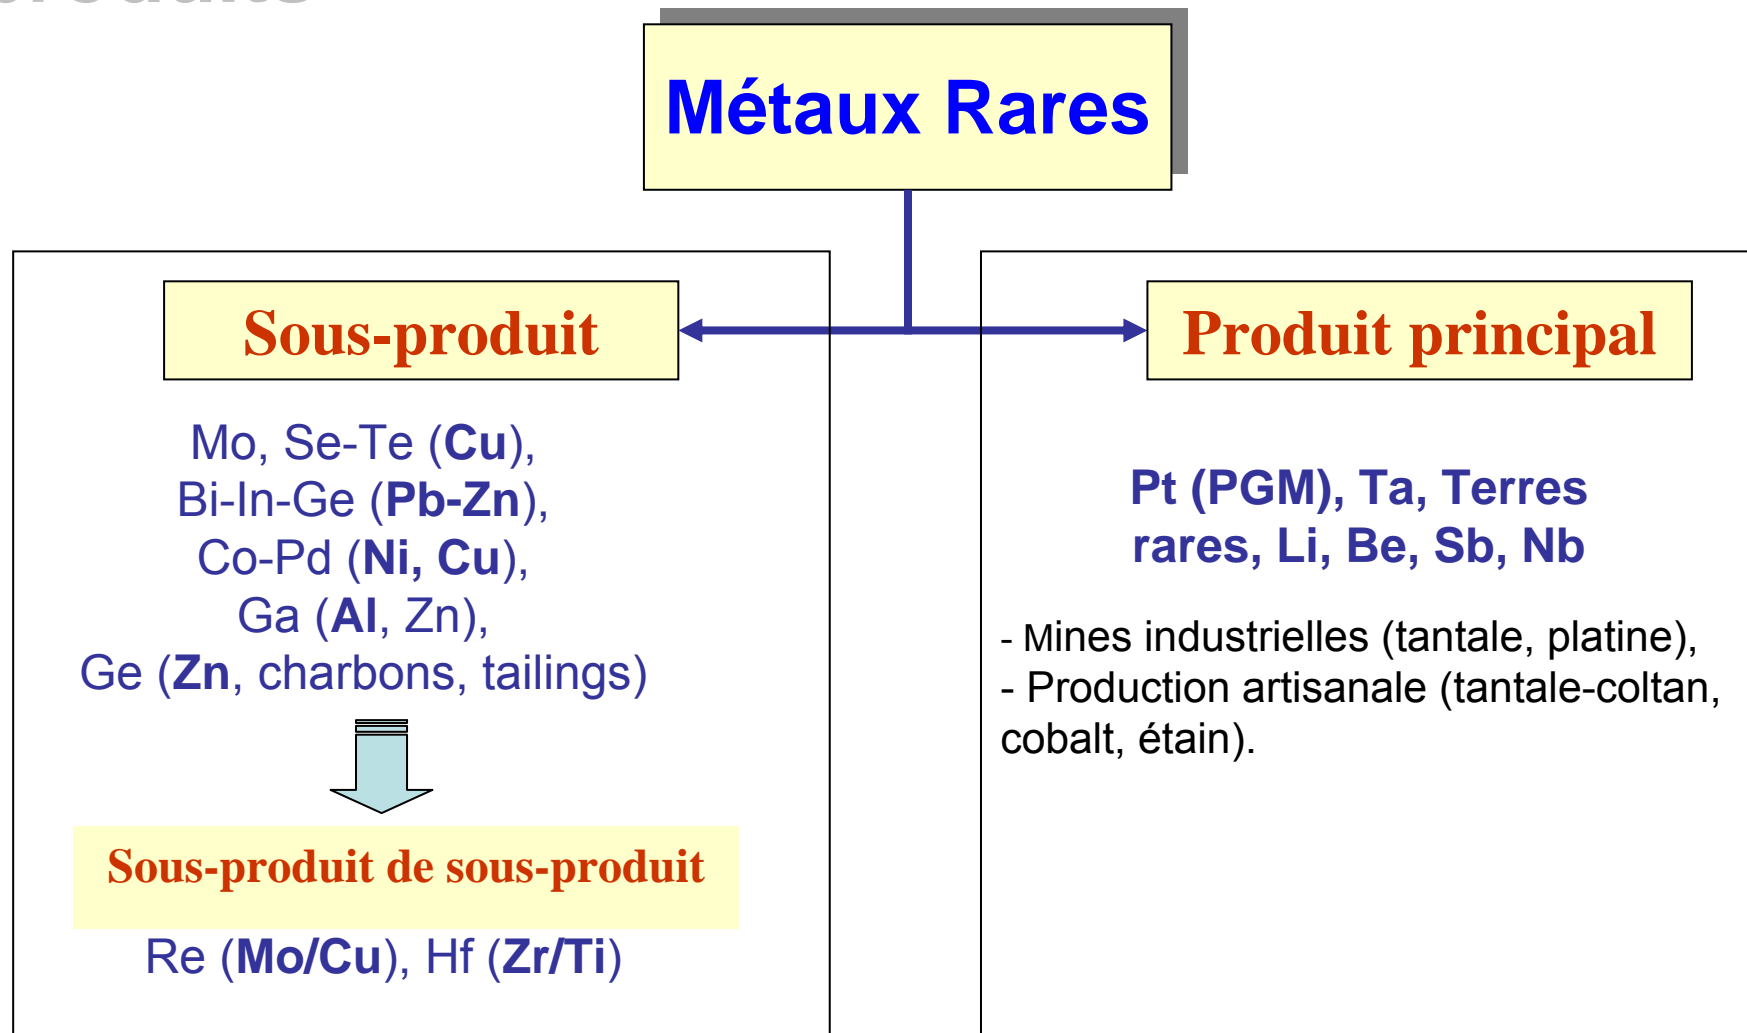 Métaux Rares
Sous-produit
Mo, Se-Te (Cu),
Bi-In-Ge (Pb-Zn),
Co-Pd (Ni, Cu),
Ga (Al, Zn),
Ge (Zn, charbons, tailings)
Sous-produit de sous-produit
Re (Mo/Cu), Hf (Zr/Ti)
Produit principal
Pt (PGM), Ta, Terres
rares, Li, Be, Sb, Nb
- Mines industrielles (tantale, platine),
- Production artisanale (tantale-coltan,
cobalt, étain).